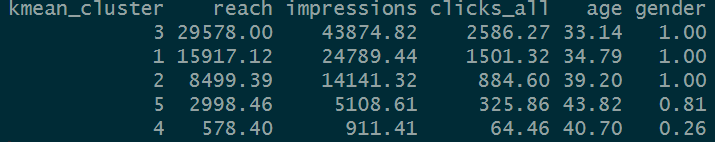 kmean_cluster reach impressions clicks_all age gender
3 29578.00 43874.82 2586.27 33.14 1.00
1 15917.12 24789.44 1501.32 34.79 1.00
2 8499.39 14141.32 884.60 39.20 1.00
5 2998.46 5108.61 325.86 43.82 0.81
4 578.40 911.41 64.46 40.70 0.26